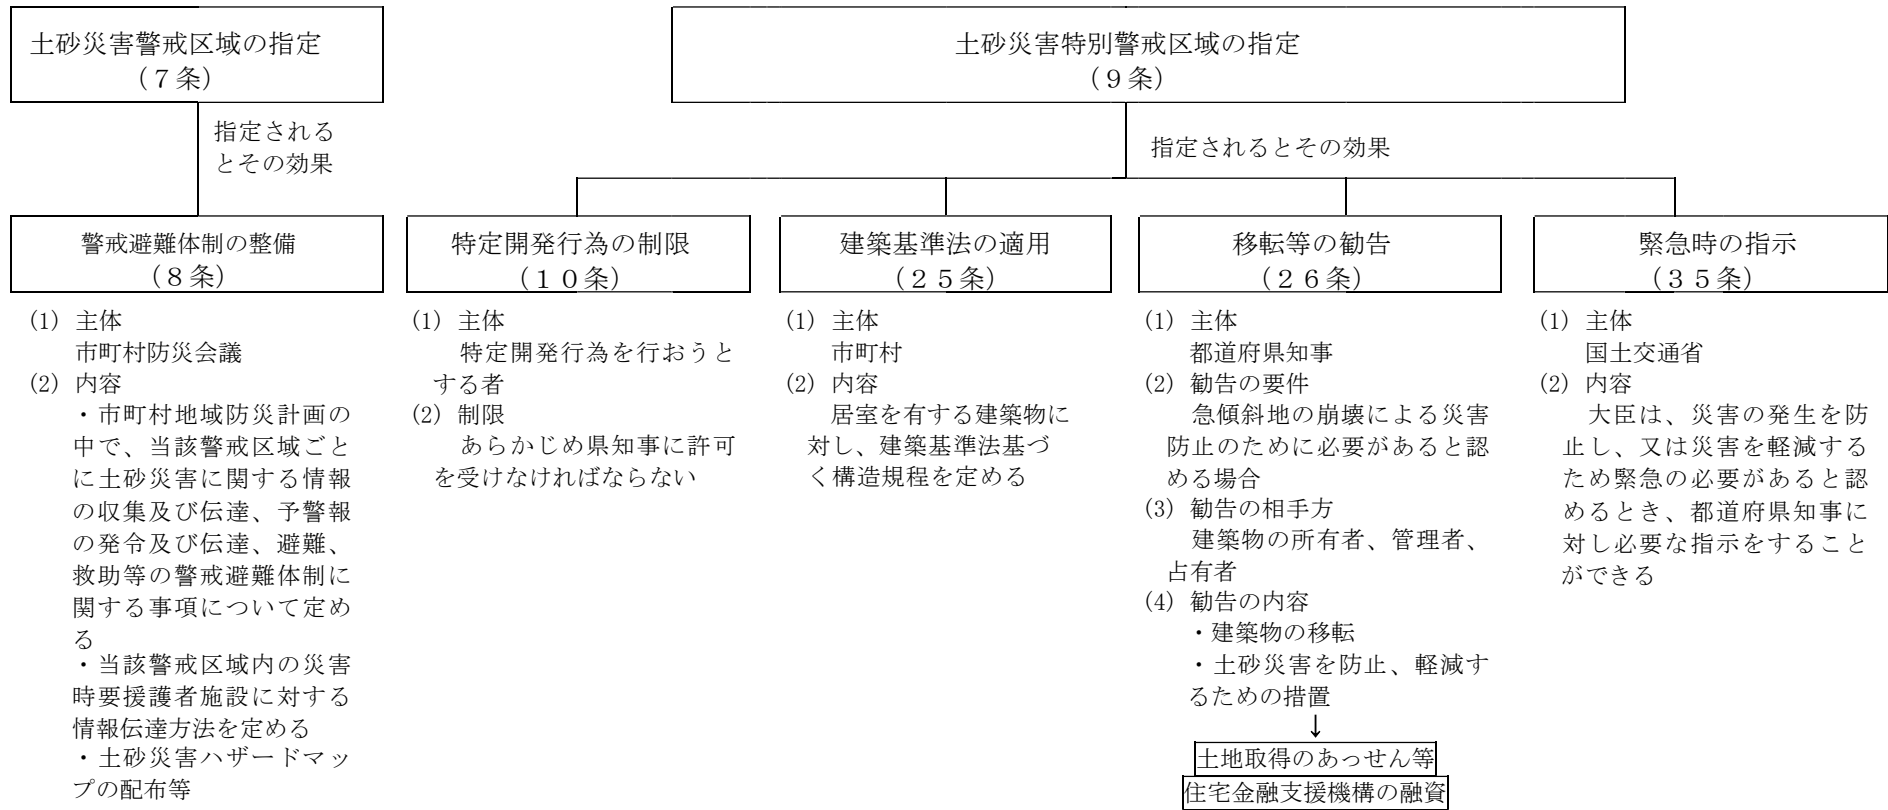 土砂災害警戒区域の指定
(7条)
土砂災害特別警戒区域の指定
(9条)
指定される
とその効果
指定されるとその効果
警戒避難体制の整備
(8条)
特定開発行為の制限
(10条)
建築基準法の適用
(25条)
移転等の勧告
(26条)
緊急時の指示
(35条)
(1) 主体
市町村防災会議
(2) 内容
・市町村地域防災計画の
中で、当該警戒区域ごと
に土砂災害に関する情報
の収集及び伝達、予警報
の発令及び伝達、避難、
救助等の警戒避難体制に
関する事項について定め
る
・当該警戒区域内の災害
時要援護者施設に対する
情報伝達方法を定める
・土砂災害ハザードマッ
プの配布等
(1) 主体
特定開発行為を行おうと
する者
(2) 制限
あらかじめ県知事に許可
を受けなければならない
(1) 主体
市町村
(2) 内容
居室を有する建築物に
対し、建築基準法基づ
く構造規程を定める
(1) 主体
都道府県知事
(2) 勧告の要件
急傾斜地の崩壊による災害
防止のために必要があると認
める場合
(3) 勧告の相手方
建築物の所有者、管理者、
占有者
(4) 勧告の内容
・建築物の移転
・土砂災害を防止、軽減す
るための措置
↓
土地取得のあっせん等
住宅金融支援機構の融資
(1) 主体
国土交通省
(2) 内容
大臣は、災害の発生を防
止し、又は災害を軽減する
ため緊急の必要があると認
めるとき、都道府県知事に
対し必要な指示をすること
ができる